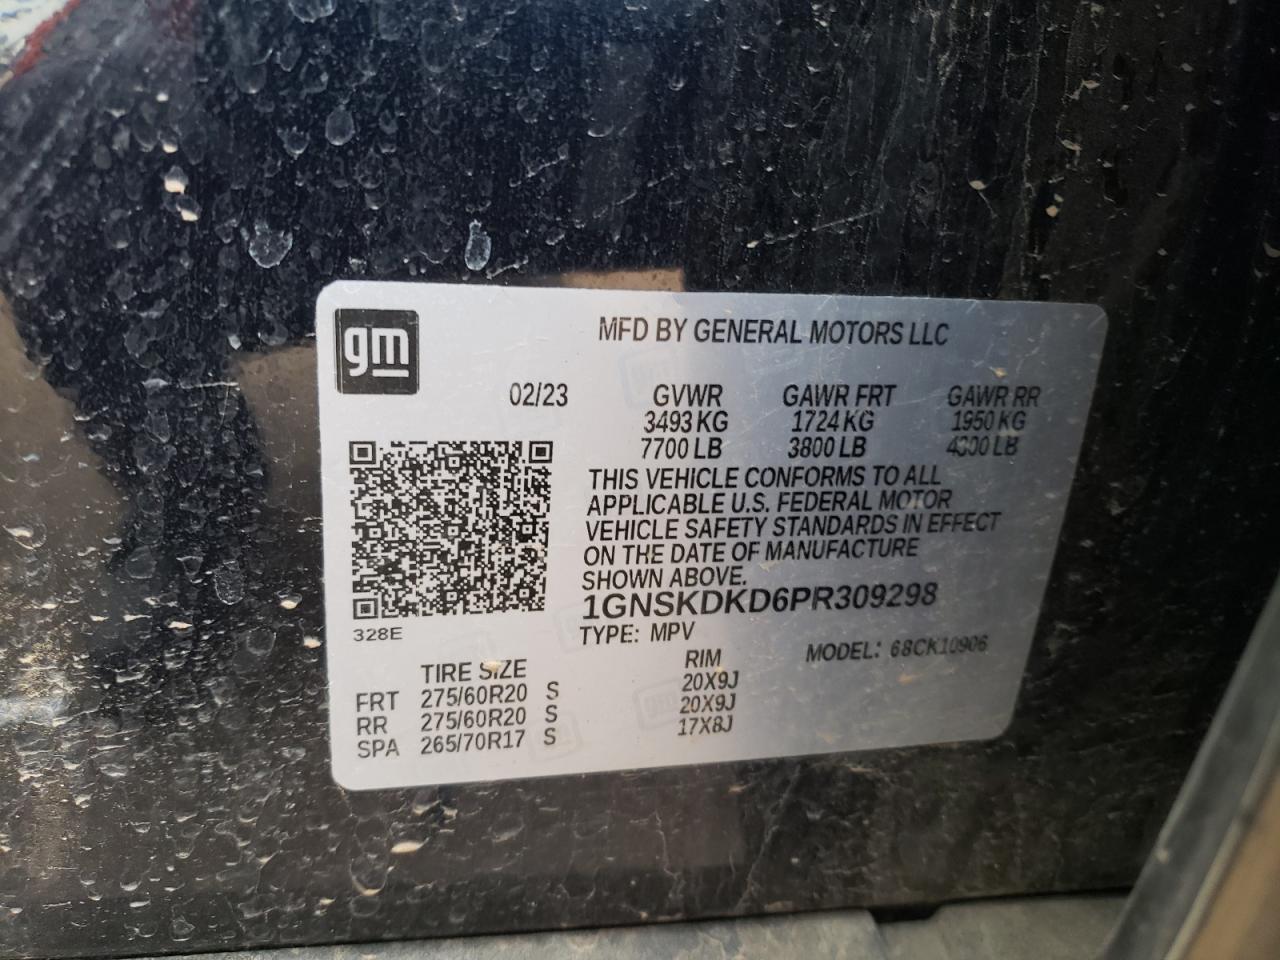 gm
MFD BY GENERAL MOTORS LLC
02/23 GVWR GAWR FRT GAWR RR
3493 KG 1724 KG 1950 KG
7700 LB 3800 LB 4300 LB
THIS VEHICLE CONFORMS TO ALL
APPLICABLE U.S. FEDERAL MOTOR
VEHICLE SAFETY STANDARDS IN EFFECT
ON THE DATE OF MANUFACTURE
SHOWN ABOVE.
1GNSKDKD6PR309298
328E
TYPE: MPV
MODEL: 68CK10906
TIRE SIZE RIM
FRT 275/60R20 S 20X9J
RR 275/60R20 S 20X9J
SPA 265/70R17 S 17X8J